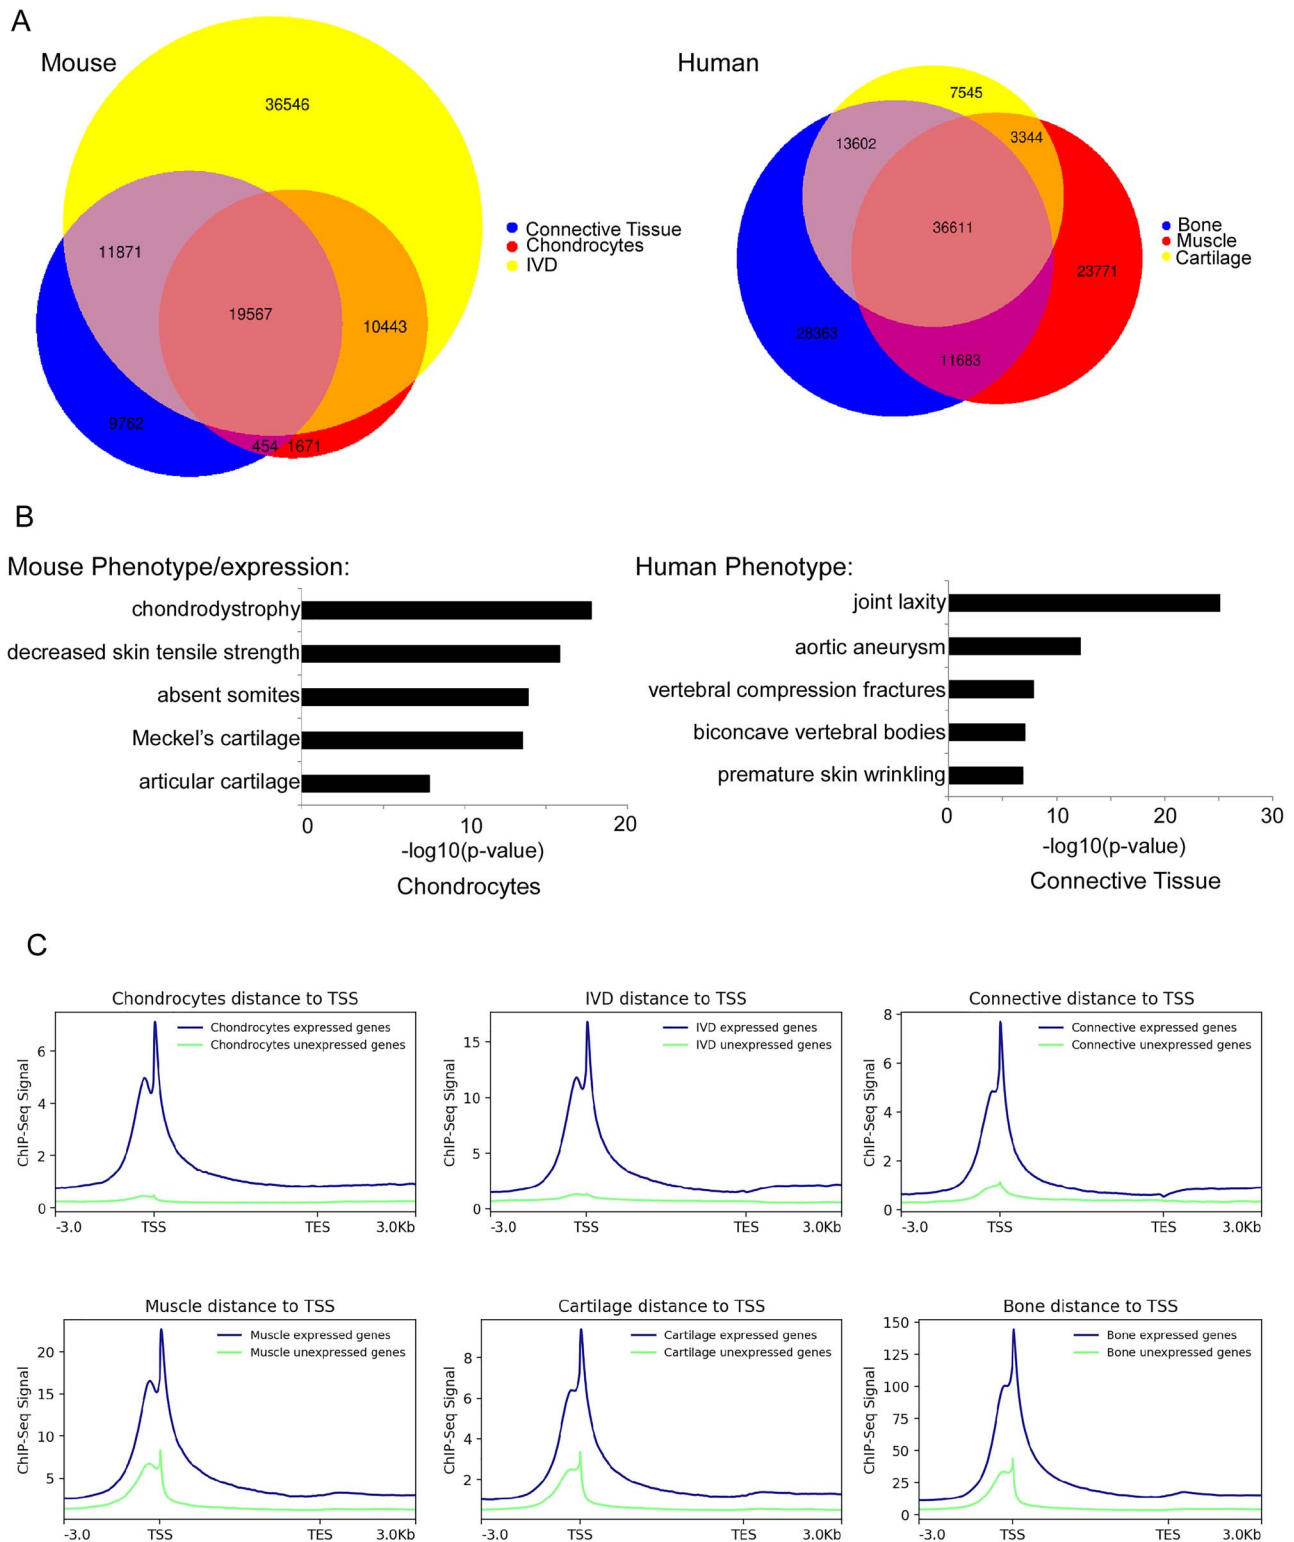 A
Mouse
36546
11871
19567
10443
9762
454
1671
Connective Tissue
Chondrocytes
IVD
Human
7545
13602
3344
36611
23771
28363
11683
Bone
Muscle
Cartilage
B
Mouse Phenotype/expression:
chondrodystrophy
decreased skin tensile strength
absent somites
Meckel's cartilage
articular cartilage
0 10 20
-log10(p-value)
Chondrocytes
Human Phenotype:
joint laxity
aortic aneurysm
vertebral compression fractures
biconcave vertebral bodies
premature skin wrinkling
0 10 20 30
-log10(p-value)
Connective Tissue
C
Chondrocytes distance to TSS
Chondrocytes expressed genes
Chondrocytes unexpressed genes
ChIP-Seq Signal
6
4
2
0
-3.0 TSS TES 3.0Kb
IVD distance to TSS
IVD expressed genes
IVD unexpressed genes
ChIP-Seq Signal
15
10
5
0
-3.0 TSS TES 3.0Kb
Connective distance to TSS
Connective expressed genes
Connective unexpressed genes
ChIP-Seq Signal
8
6
4
2
0
-3.0 TSS TES 3.0Kb
Muscle distance to TSS
Muscle expressed genes
Muscle unexpressed genes
ChIP-Seq Signal
20
15
10
5
-3.0 TSS TES 3.0Kb
Cartilage distance to TSS
Cartilage expressed genes
Cartilage unexpressed genes
ChIP-Seq Signal
8
6
4
2
-3.0 TSS TES 3.0Kb
Bone distance to TSS
Bone expressed genes
Bone unexpressed genes
ChIP-Seq Signal
150
125
100
75
50
25
0
-3.0 TSS TES 3.0Kb